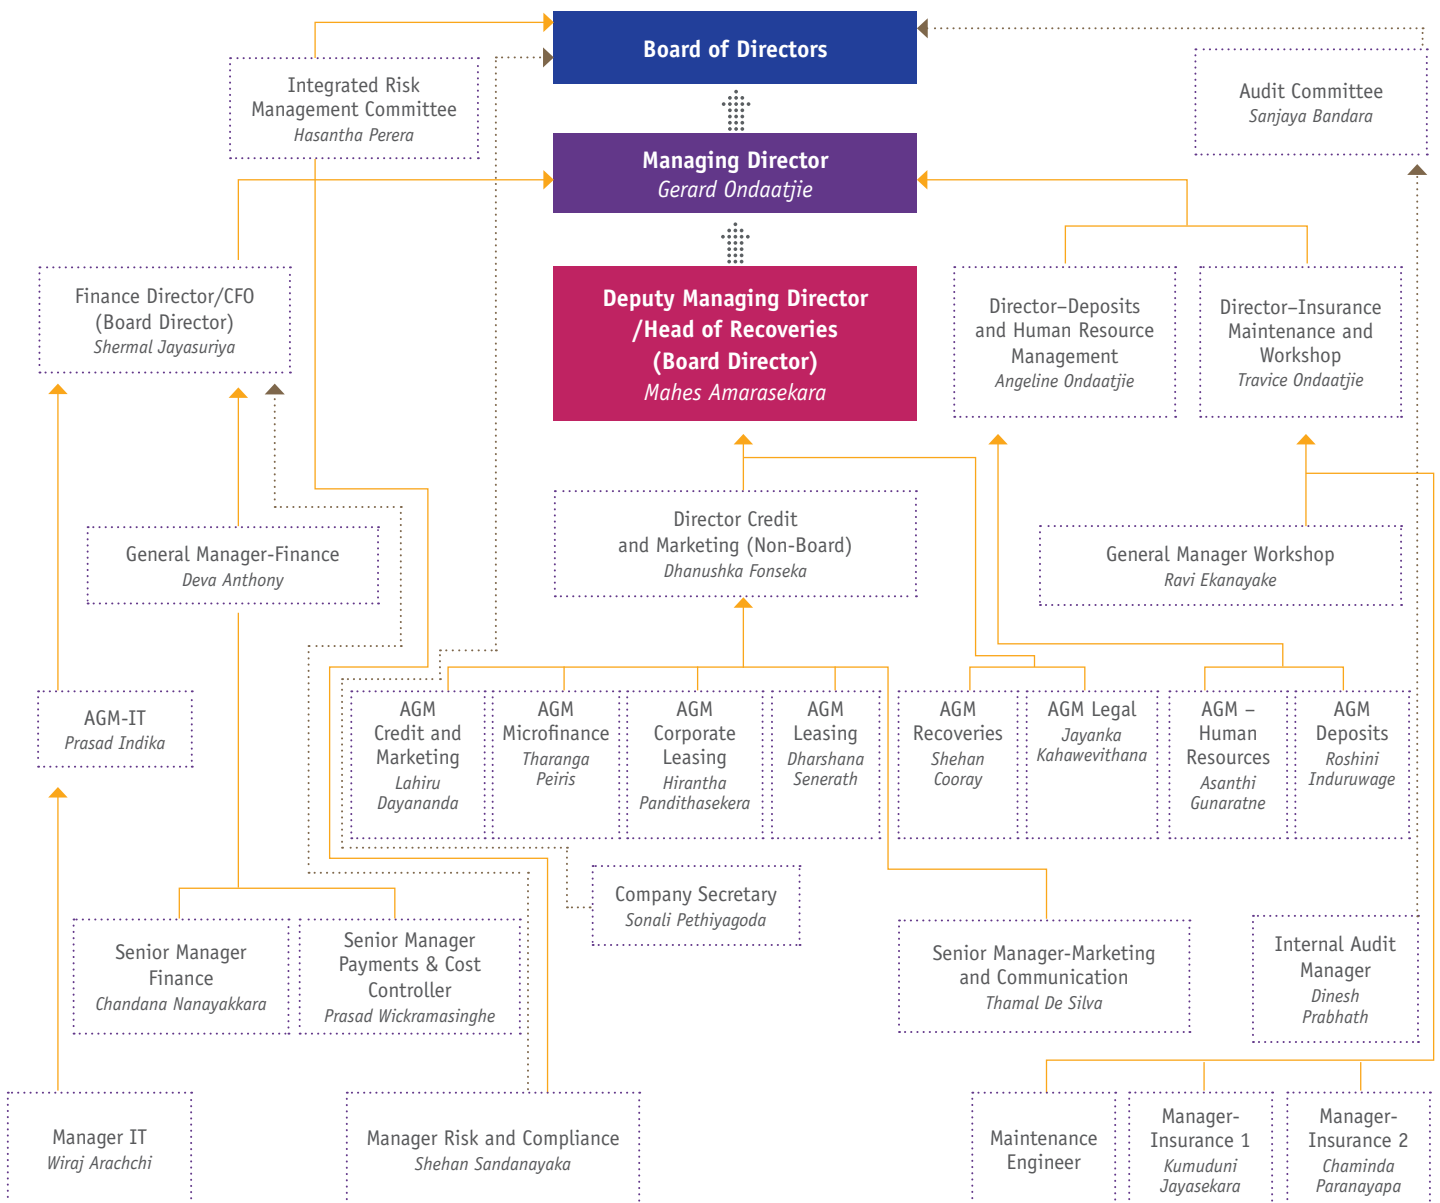 Board of Directors
Integrated Risk
Management Committee
Hasantha Perera
Audit Committee
Sanjaya Bandara
Managing Director
Gerard Ondaatjie
Finance Director/CFO
(Board Director)
Shermal Jayasuriya
Deputy Managing Director
/Head of Recoveries
(Board Director)
Mahes Amarasekara
Director–Deposits
and Human Resource
Management
Angeline Ondaatjie
Director–Insurance
Maintenance and
Workshop
Travice Ondaatjie
General Manager-Finance
Deva Anthony
Director Credit
and Marketing (Non-Board)
Dhanushka Fonseka
General Manager Workshop
Ravi Ekanayake
AGM-IT
Prasad Indika
AGM
Credit and
Marketing
Lahiru
Dayananda
AGM
Microfinance
Tharanga
Peiris
AGM
Corporate
Leasing
Hirantha
Pandithasekera
AGM
Leasing
Dharshana
Senerath
AGM
Recoveries
Shehan
Cooray
AGM Legal
Jayanka
Kahawevithana
AGM –
Human
Resources
Asanthi
Gunaratne
AGM
Deposits
Roshini
Induruwage
Company Secretary
Sonali Pethiyagoda
Senior Manager
Finance
Chandana Nanayakkara
Senior Manager
Payments & Cost
Controller
Prasad Wickramasinghe
Senior Manager-Marketing
and Communication
Thamal De Silva
Internal Audit
Manager
Dinesh
Prabhath
Manager IT
Wiraj Arachchi
Manager Risk and Compliance
Shehan Sandanayaka
Maintenance
Engineer
Manager-
Insurance 1
Kumuduni
Jayasekara
Manager-
Insurance 2
Chaminda
Paranayapa